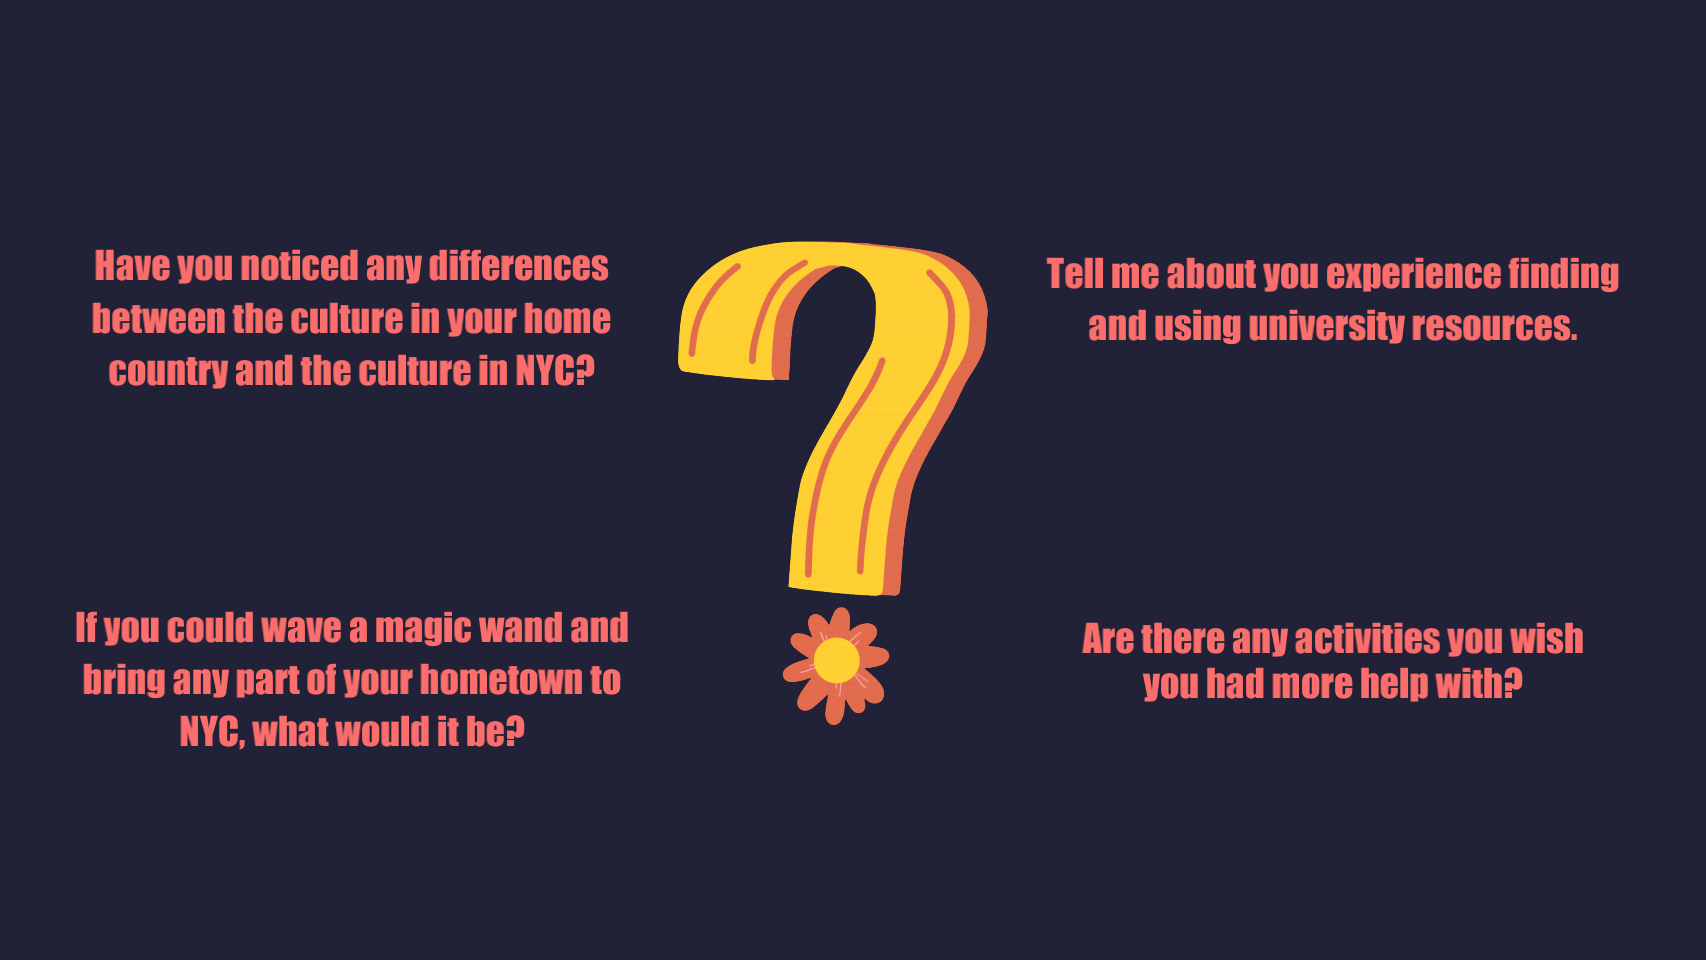 Have you noticed any differences
between the culture in your home
country and the culture in NYC?
Tell me about you experience finding
and using university resources.
If you could wave a magic wand and
bring any part of your hometown to
NYC, what would it be?
Are there any activities you wish
you had more help with?